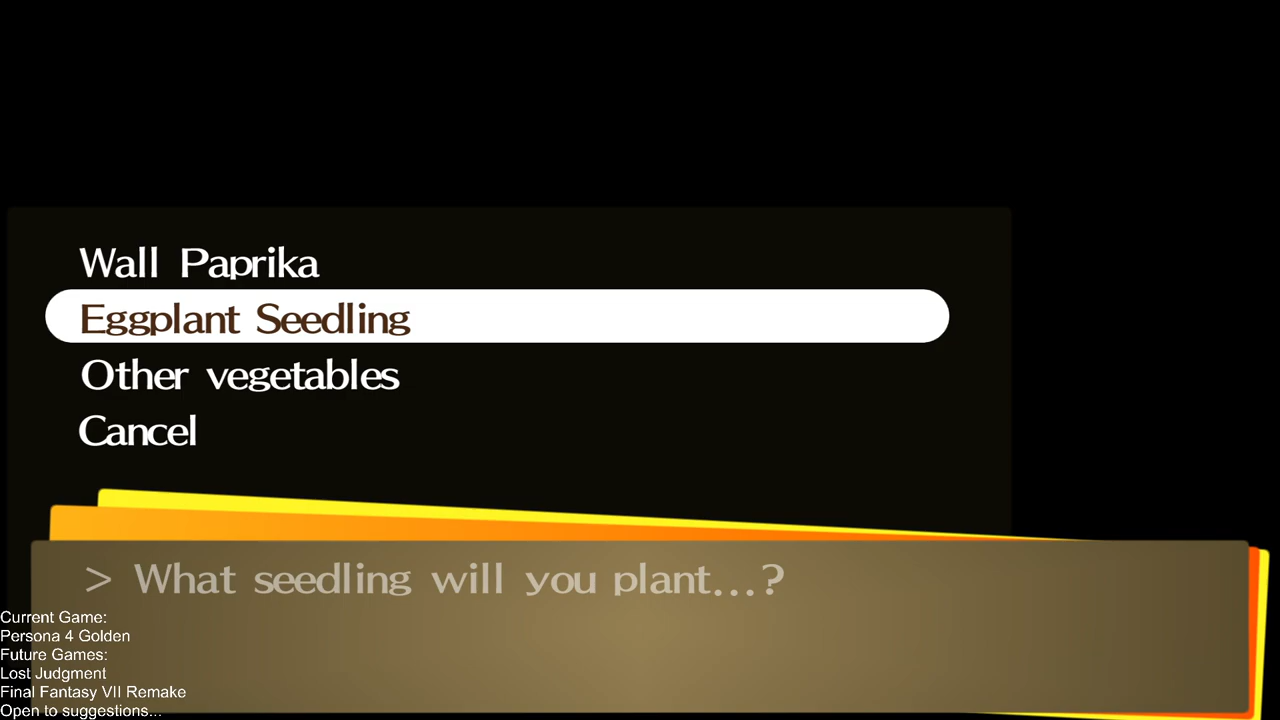 Wall Paprika
Eggplant Seedling
Other vegetables
Cancel
> What seedling will you plant...?
Current Game:
Persona 4 Golden
Future Games:
Lost Judgment
Final Fantasy VII Remake
Open to suggestions...